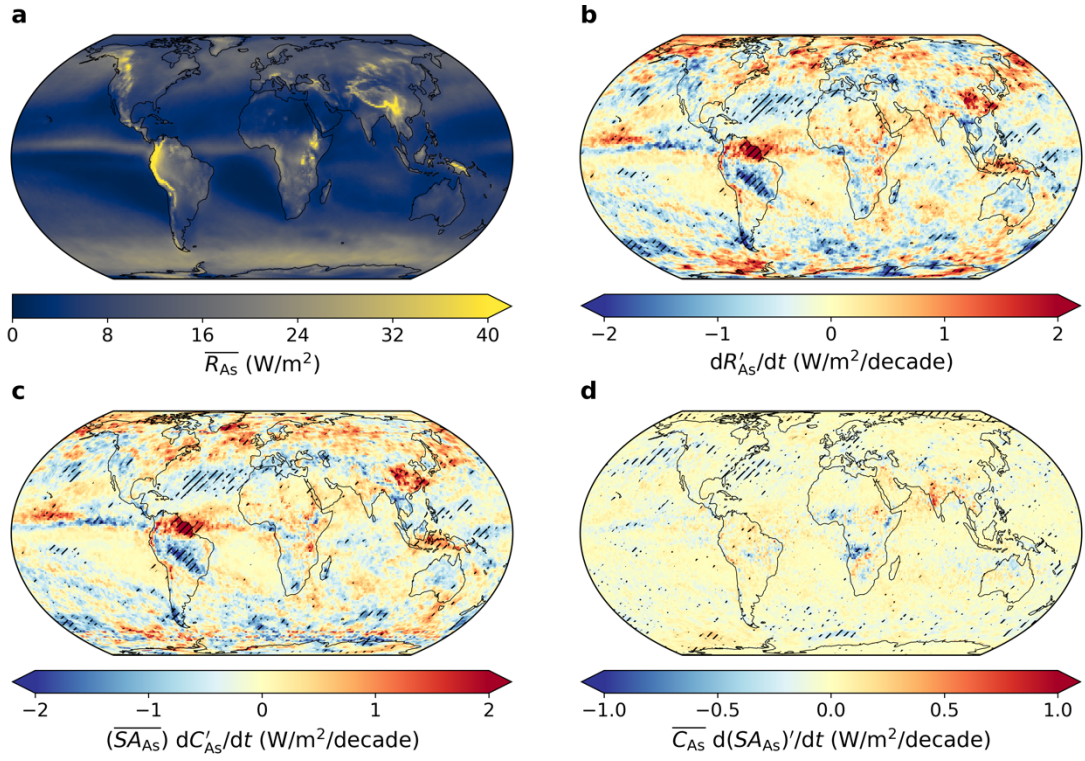 a
b
0 8 16 24 32 40
R̅A̅s̅ (W/m²)
−2 −1 0 1 2
dR′As/dt (W/m²/decade)
c
d
−2 −1 0 1 2
(S̅A̅As) dC′As/dt (W/m²/decade)
−1.0 −0.5 0.0 0.5 1.0
C̅As d(SAAs)′/dt (W/m²/decade)